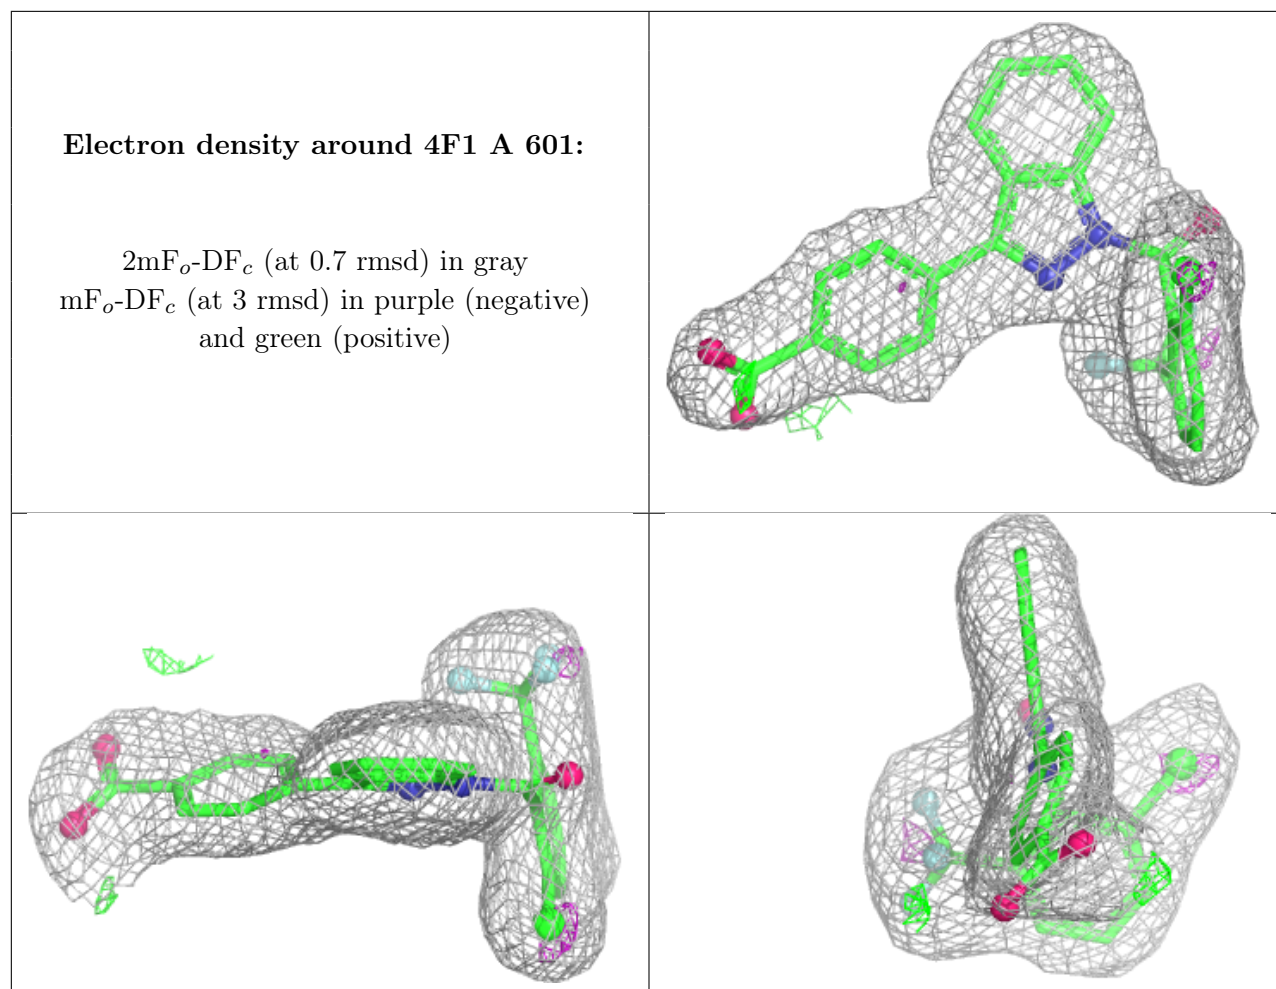 Electron density around 4F1 A 601:
2mFo-DFc (at 0.7 rmsd) in gray
mFo-DFc (at 3 rmsd) in purple (negative)
and green (positive)